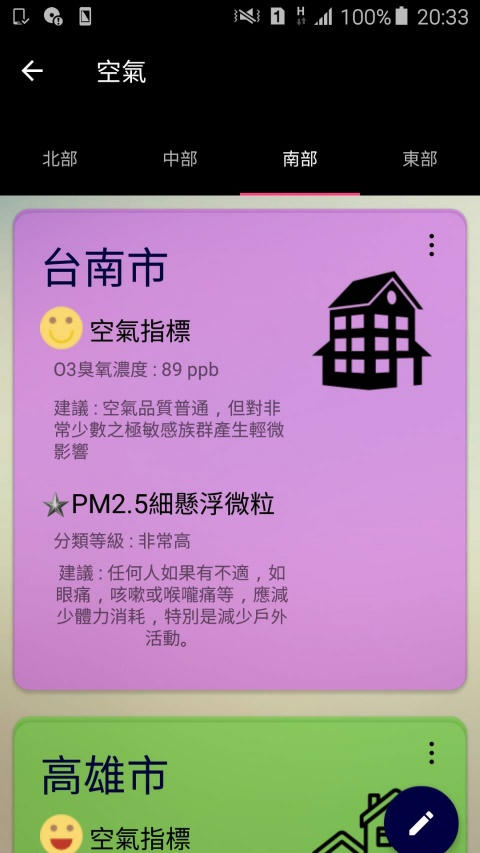 1 H 100% 20:33
空氣
北部 中部 南部 東部
台南市
空氣指標
O3臭氧濃度 : 89 ppb
建議 : 空氣品質普通，但對非
常少數之極敏感族群產生輕微
影響
PM2.5細懸浮微粒
分類等級 : 非常高
建議 : 任何人如果有不適，如
眼痛，咳嗽或喉嚨痛等，應減
少體力消耗，特別是減少戶外
活動。
高雄市
空氣指標